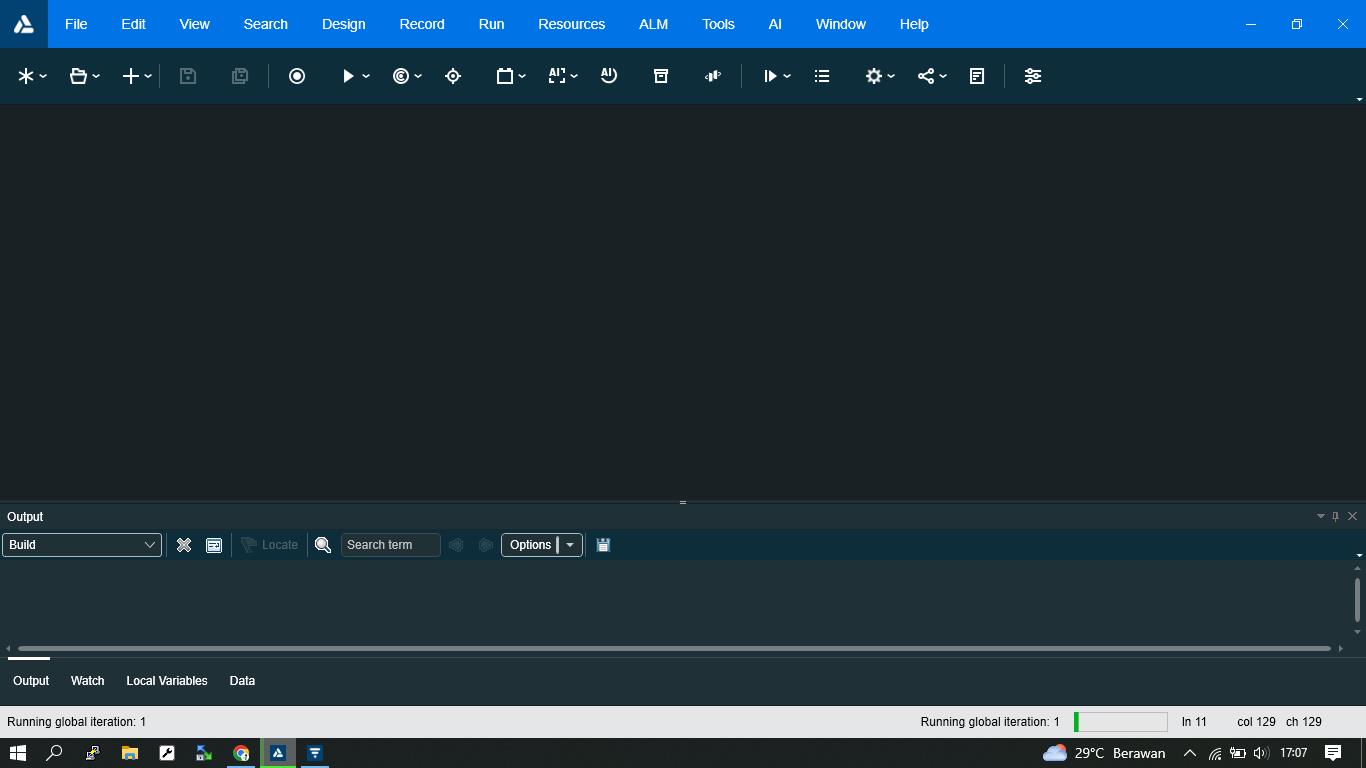 File Edit View Search Design Record Run Resources ALM Tools AI Window Help
AI AI
Output
Build Locate Search term Options
Output Watch Local Variables Data
Running global iteration: 1 Running global iteration: 1 ln 11 col 129 ch 129
29°C Berawan 17:07